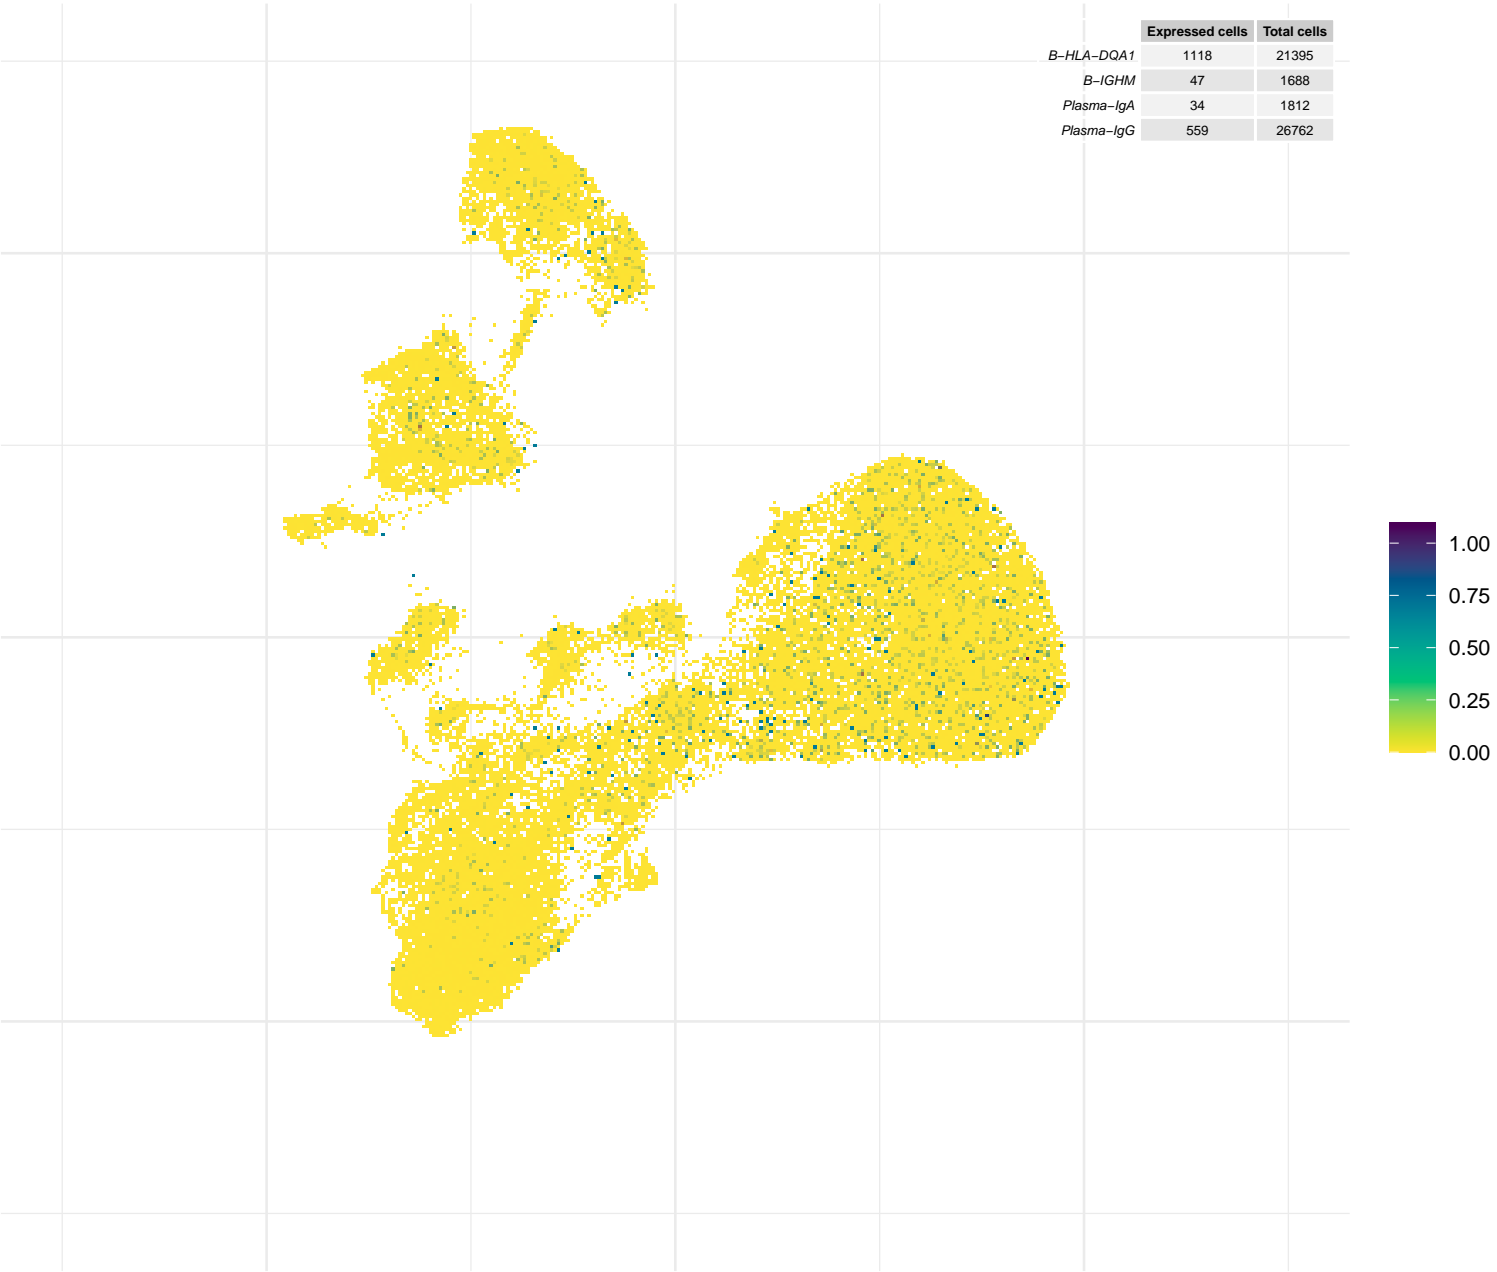 Expressed cells Total cells
B−HLA−DQA1 1118 21395
B−IGHM 47 1688
Plasma−IgA 34 1812
Plasma−IgG 559 26762
1.00
0.75
0.50
0.25
0.00